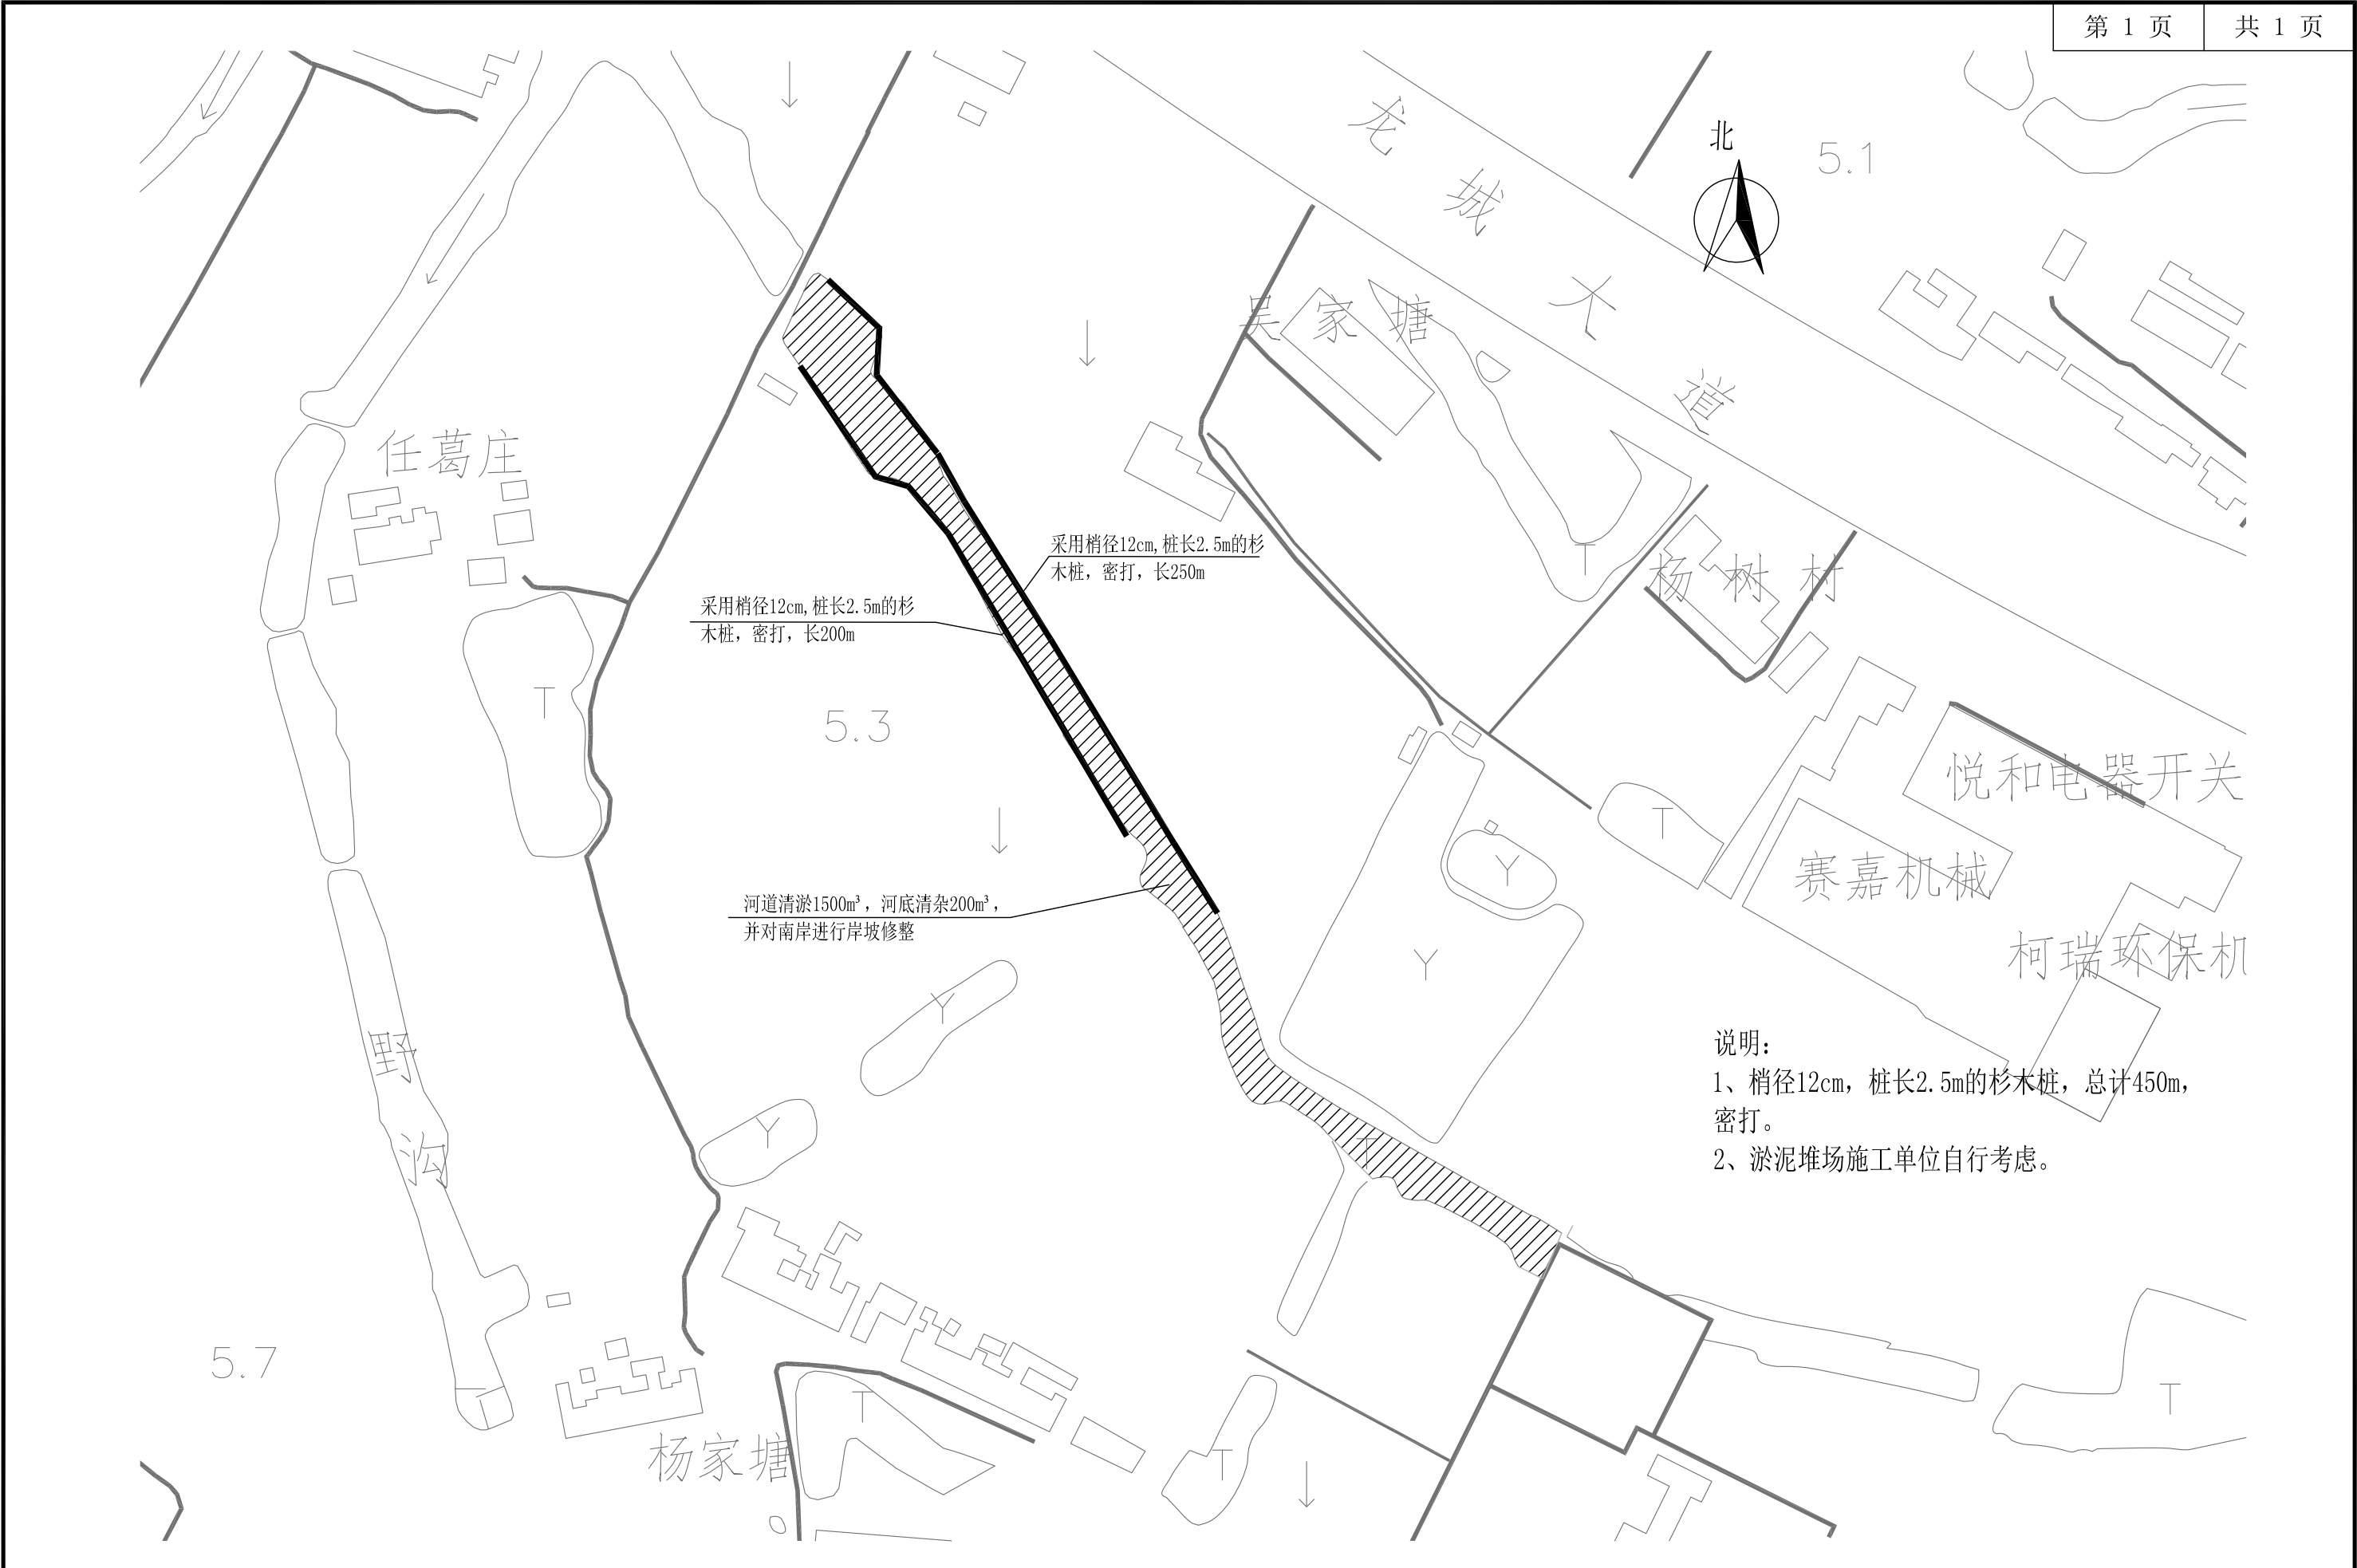 第 1 页 共 1 页
龙城大道
北
5.1
吴家塘
任葛庄
采用梢径12cm,桩长2.5m的杉
木桩，密打，长250m
杨树村
采用梢径12cm,桩长2.5m的杉
木桩，密打，长200m
T
T
5.3
悦和电器开关
T
赛嘉机械
Y
河道清淤1500m³，河底清杂200m³，
并对南岸进行岸坡修整
柯瑞环保机
Y
Y
野沟
说明：
1、梢径12cm，桩长2.5m的杉木桩，总计450m，
密打。
2、淤泥堆场施工单位自行考虑。
Y
T
5.7
T
T
杨家塘
T